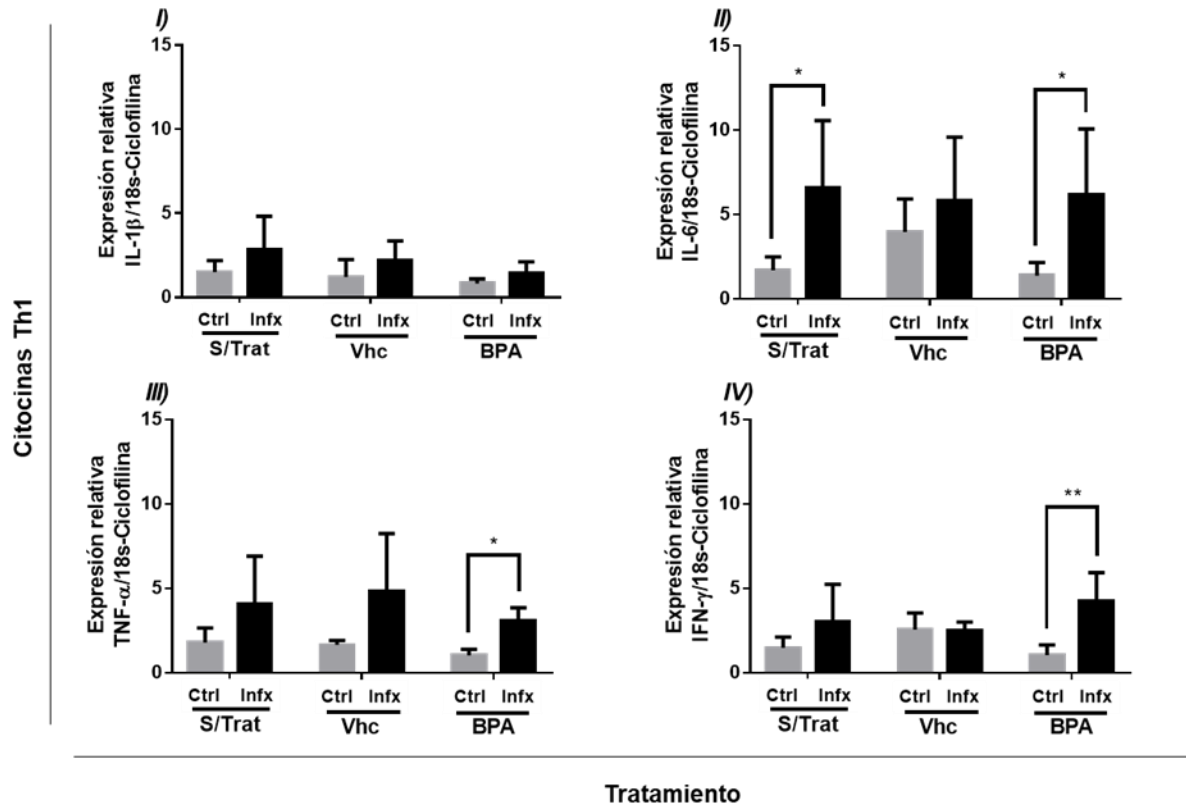 Citocinas Th1
I)
Expresión relativa
IL-1β/18s-Ciclofilina
15
10
5
0
Ctrl Infx Ctrl Infx Ctrl Infx
S/Trat Vhc BPA
II)
Expresión relativa
IL-6/18s-Ciclofilina
15
10
5
0
* *
Ctrl Infx Ctrl Infx Ctrl Infx
S/Trat Vhc BPA
III)
Expresión relativa
TNF-α/18s-Ciclofilina
15
10
5
0
*
Ctrl Infx Ctrl Infx Ctrl Infx
S/Trat Vhc BPA
IV)
Expresión relativa
IFN-γ/18s-Ciclofilina
15
10
5
0
**
Ctrl Infx Ctrl Infx Ctrl Infx
S/Trat Vhc BPA
Tratamiento